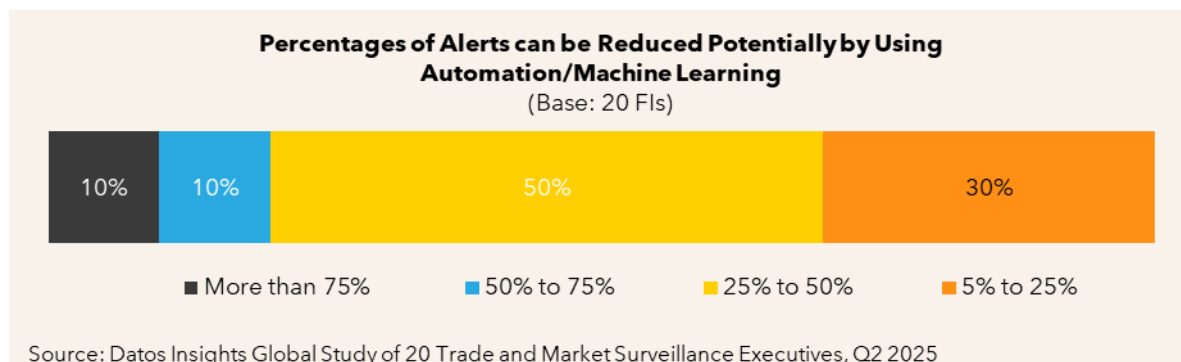 Percentages of Alerts can be Reduced Potentially by Using
Automation/Machine Learning
(Base: 20 FIs)
10% 10% 50% 30%
More than 75% 50% to 75% 25% to 50% 5% to 25%
Source: Datos Insights Global Study of 20 Trade and Market Surveillance Executives, Q2 2025